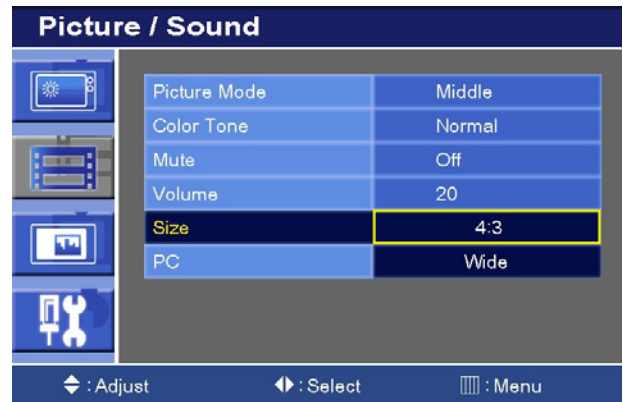 Picture / Sound
Picture Mode Middle
Color Tone Normal
Mute Off
Volume 20
Size 4:3
PC Wide
: Adjust : Select : Menu